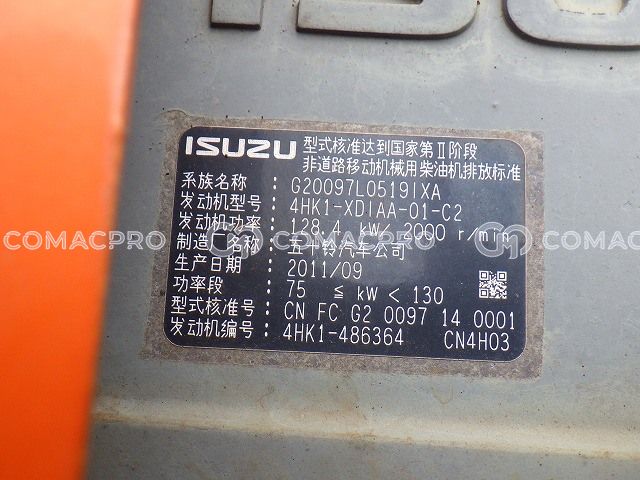 ISUZU
型式核准达到国家第Ⅱ阶段
非道路移动机械用柴油机排放标准
系族名称 : G20097L0519IXA
发动机型号: 4HK1-XDIAA-01-C2
发动机功率: 128.4 kW/ 2000 r/min
制造厂名称: 五十铃汽车公司
生产日期 : 2011/09
功率段 : 75 ≦ kW < 130
型式核准号: CN FC G2 0097 14 0001
发动机编号: 4HK1-486364 CN4H03
COMACPRO COMACPRO COMACPRO